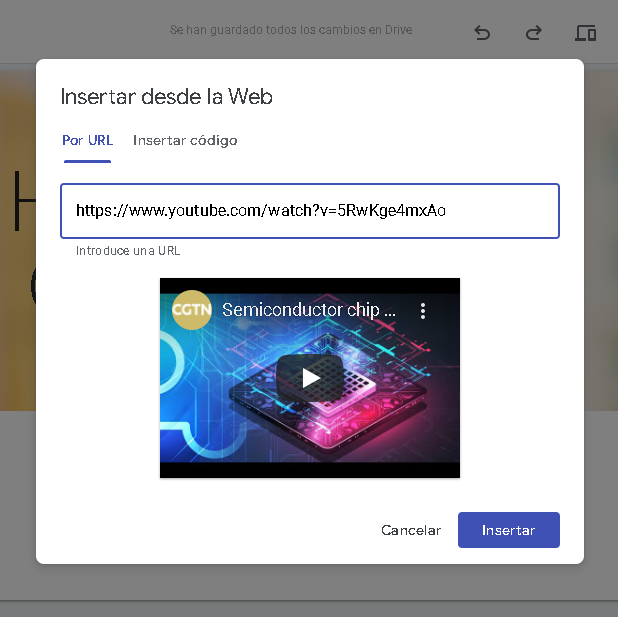 Se han guardado todos los cambios en Drive
Insertar desde la Web
Por URL Insertar código
https://www.youtube.com/watch?v=5RwKge4mxAo
Introduce una URL
CGTN Semiconductor chip ...
Cancelar Insertar